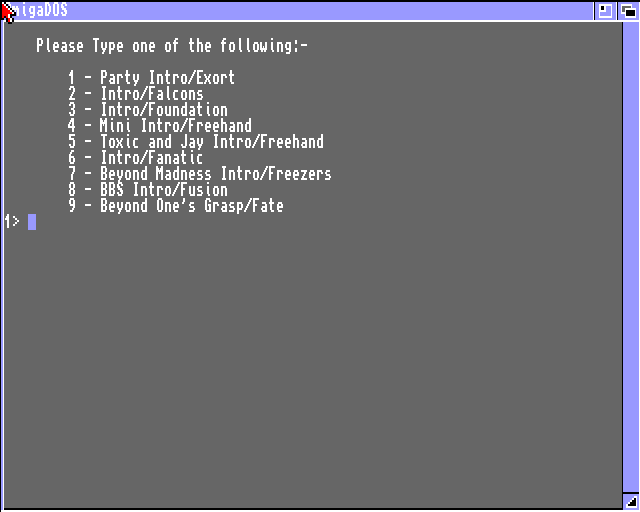 migaDOS
Please Type one of the following:-
1 - Party Intro/Exort
2 - Intro/Falcons
3 - Intro/Foundation
4 - Mini Intro/Freehand
5 - Toxic and Jay Intro/Freehand
6 - Intro/Fanatic
7 - Beyond Madness Intro/Freezers
8 - BBS Intro/Fusion
9 - Beyond One's Grasp/Fate
1>